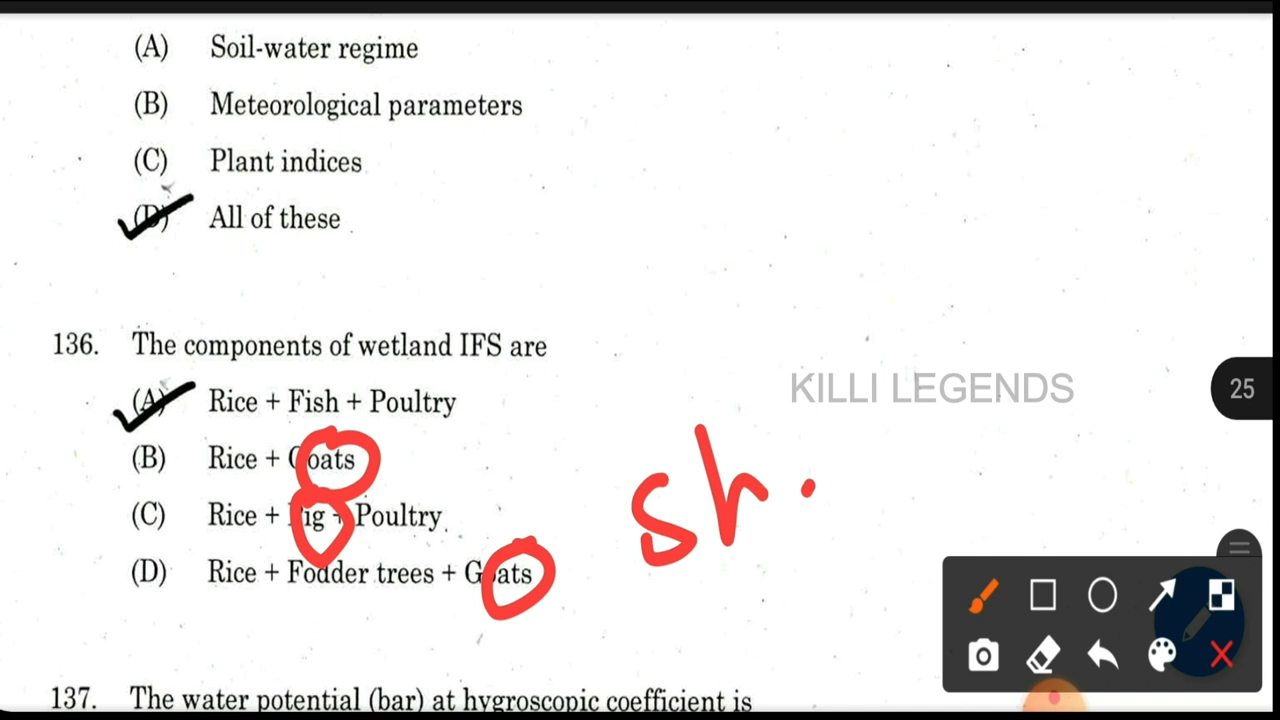 (A) Soil-water regime
(B) Meteorological parameters
(C) Plant indices
(D) All of these
136. The components of wetland IFS are
(A) Rice + Fish + Poultry
KILLI LEGENDS
25
(B) Rice + Goats
(C) Rice + Pig + Poultry
sh.
(D) Rice + Fodder trees + Goats
137. The water potential (bar) at hygroscopic coefficient is